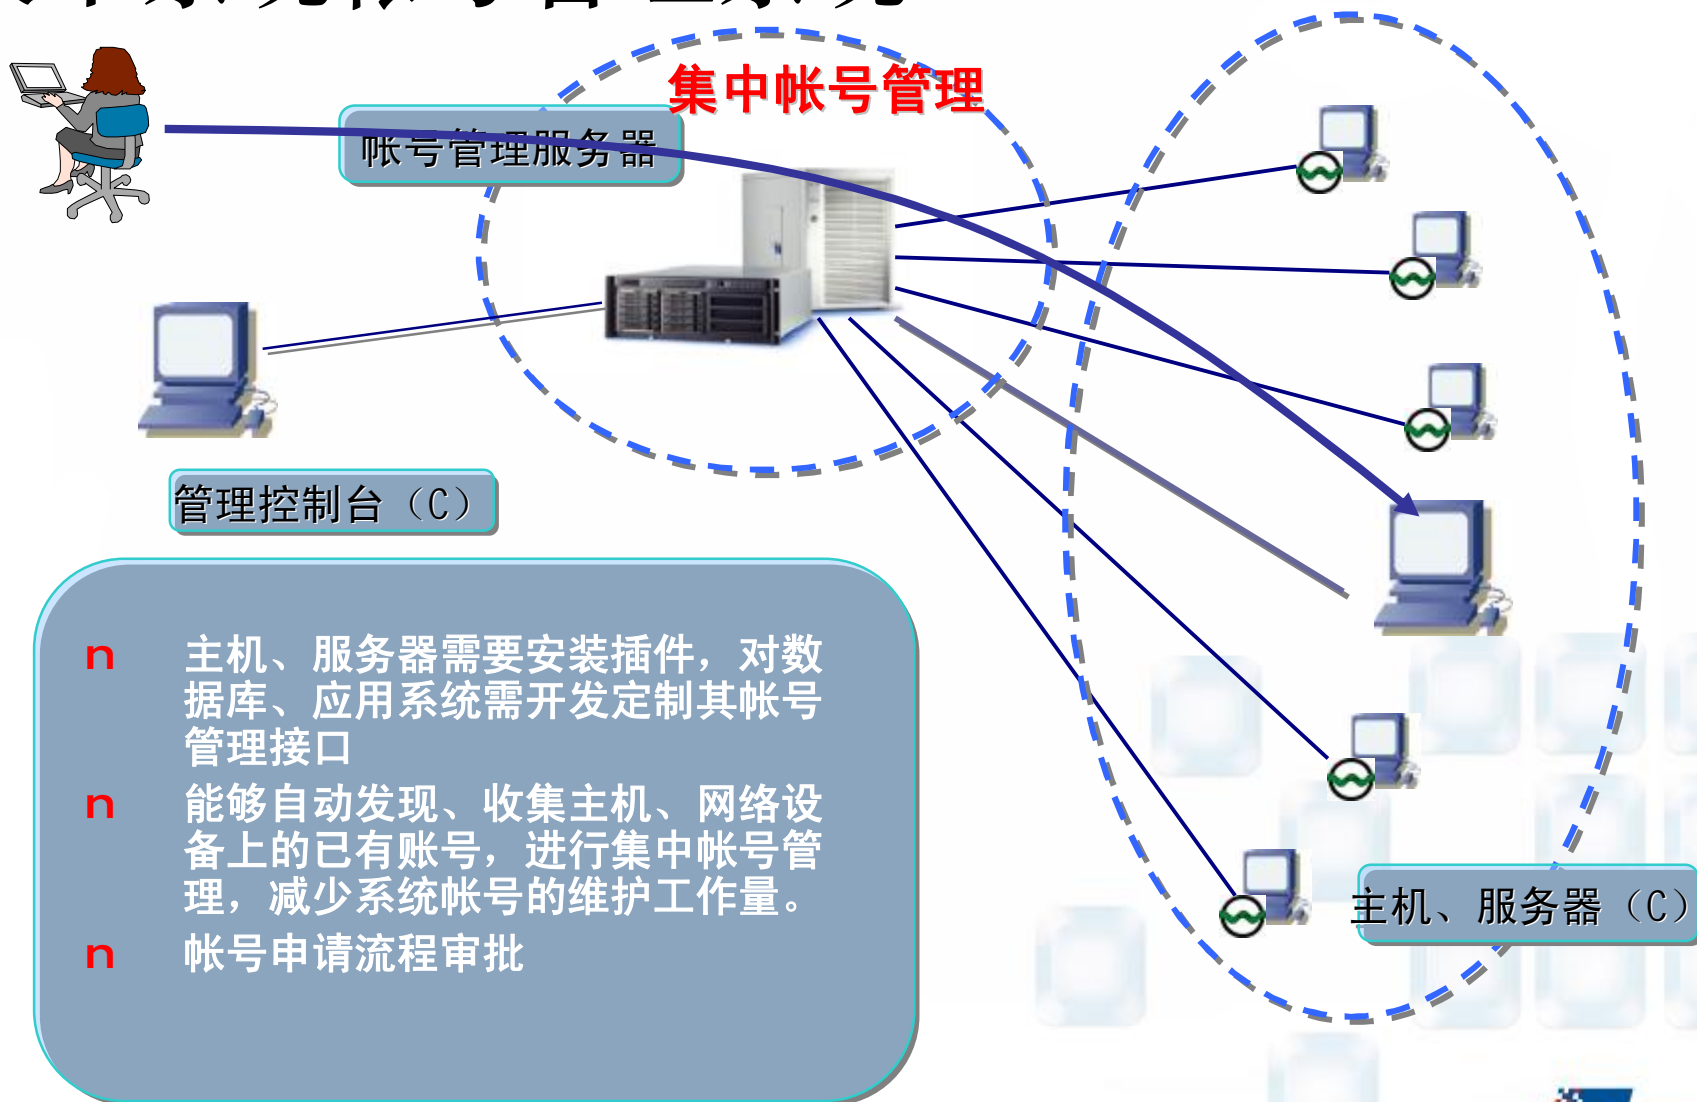 集中帐号管理
帐号管理服务器
管理控制台（C）
n 主机、服务器需要安装插件，对数
据库、应用系统需开发定制其帐号
管理接口
n 能够自动发现、收集主机、网络设
备上的已有账号，进行集中帐号管
理，减少系统帐号的维护工作量。
n 帐号申请流程审批
主机、服务器（C）